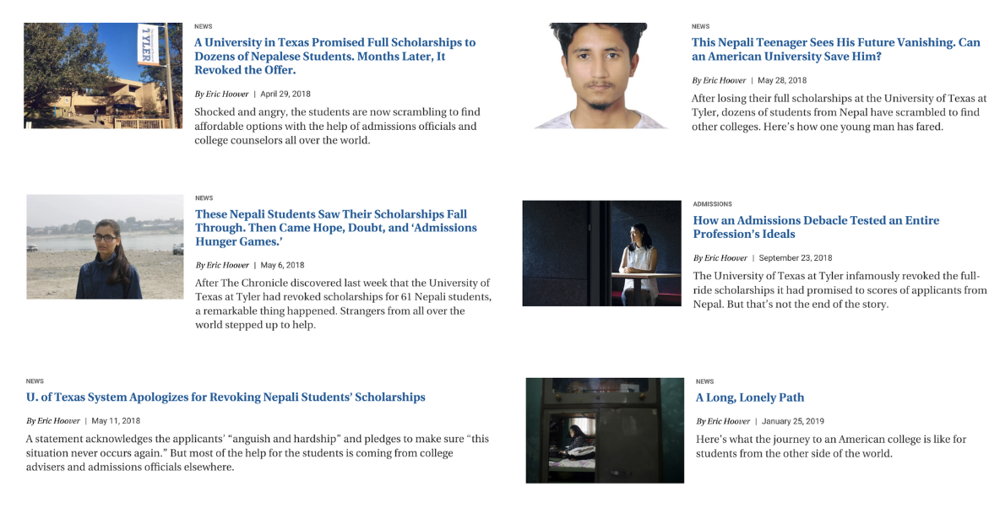 NEWS
A University in Texas Promised Full Scholarships to
Dozens of Nepalese Students. Months Later, It
Revoked the Offer.
By Eric Hoover | April 29, 2018
Shocked and angry, the students are now scrambling to find
affordable options with the help of admissions officials and
college counselors all over the world.
TYLER
NEWS
These Nepali Students Saw Their Scholarships Fall
Through. Then Came Hope, Doubt, and ‘Admissions
Hunger Games.’
By Eric Hoover | May 6, 2018
After The Chronicle discovered last week that the University of
Texas at Tyler had revoked scholarships for 61 Nepali students,
a remarkable thing happened. Strangers from all over the
world stepped up to help.
NEWS
U. of Texas System Apologizes for Revoking Nepali Students’ Scholarships
By Eric Hoover | May 11, 2018
A statement acknowledges the applicants’ “anguish and hardship” and pledges to make sure “this
situation never occurs again.” But most of the help for the students is coming from college
advisers and admissions officials elsewhere.
NEWS
This Nepali Teenager Sees His Future Vanishing. Can
an American University Save Him?
By Eric Hoover | May 28, 2018
After losing their full scholarships at the University of Texas at
Tyler, dozens of students from Nepal have scrambled to find
other colleges. Here’s how one young man has fared.
ADMISSIONS
How an Admissions Debacle Tested an Entire
Profession’s Ideals
By Eric Hoover | September 23, 2018
The University of Texas at Tyler infamously revoked the full-
ride scholarships it had promised to scores of applicants from
Nepal. But that’s not the end of the story.
NEWS
A Long, Lonely Path
By Eric Hoover | January 25, 2019
Here’s what the journey to an American college is like for
students from the other side of the world.